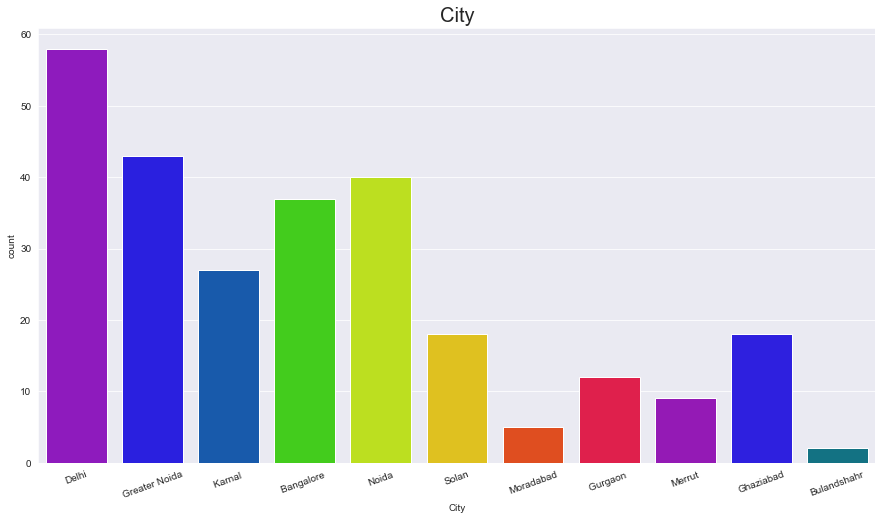 City
60
50
40
30
20
10
0
count
Delhi
Greater Noida
Karnal
Bangalore
Noida
Solan
Moradabad
Gurgaon
Merrut
Ghaziabad
Bulandshahr
City